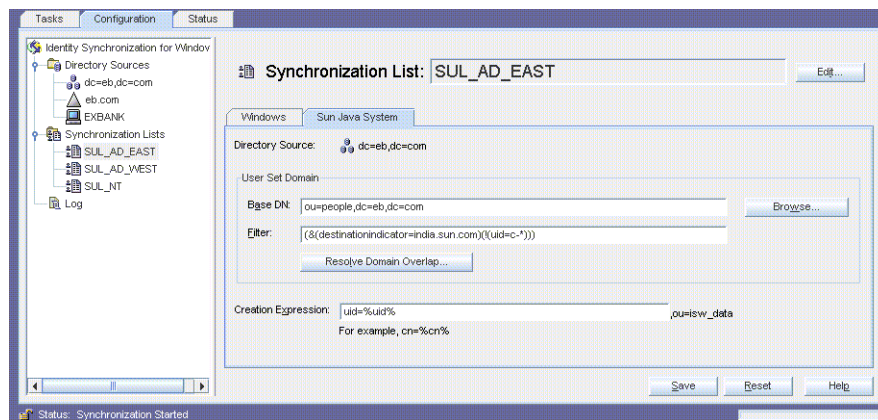 Tasks Configuration Status
Identity Synchronization for Windov
Directory Sources
dc=eb,dc=com
eb.com
EXBANK
Synchronization Lists
SUL_AD_EAST
SUL_AD_WEST
SUL_NT
Log
Synchronization List: SUL_AD_EAST Edit...
Windows Sun Java System
Directory Source: dc=eb,dc=com
User Set Domain
Base DN: ou=people,dc=eb,dc=com Browse...
Filter: (&(destinationindicator=india.sun.com)(!(uid=c-*)))
Resolve Domain Overlap...
Creation Expression: uid=%uid% ,ou=isw_data
For example, cn=%cn%
Save Reset Help
Status: Synchronization Started